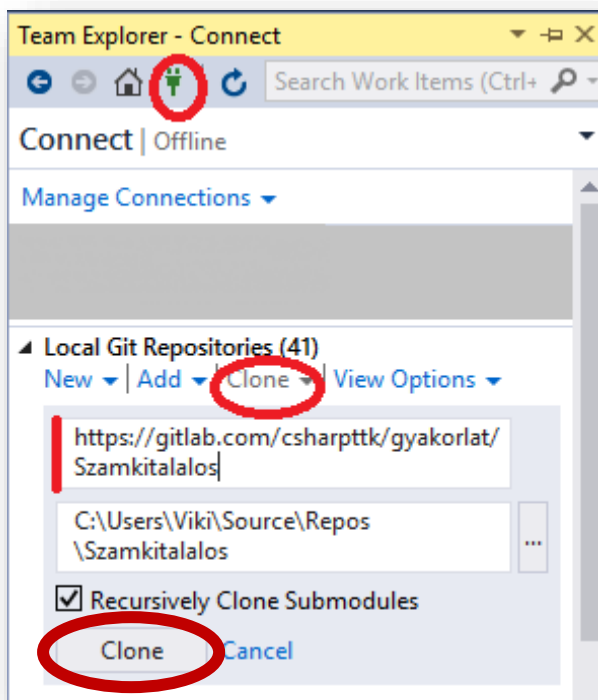 Team Explorer - Connect
Search Work Items (Ctrl+
Connect | Offline
Manage Connections
Local Git Repositories (41)
New | Add | Clone | View Options
https://gitlab.com/csharpttk/gyakorlat/
Szamkitalalos
C:\Users\Viki\Source\Repos
\Szamkitalalos
...
Recursively Clone Submodules
Clone Cancel